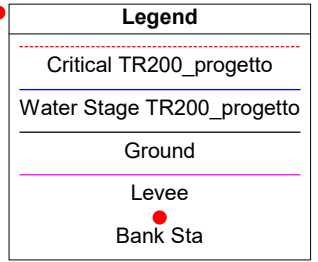 Legend
Critical TR200_progetto
Water Stage TR200_progetto
Ground
Levee
Bank Sta